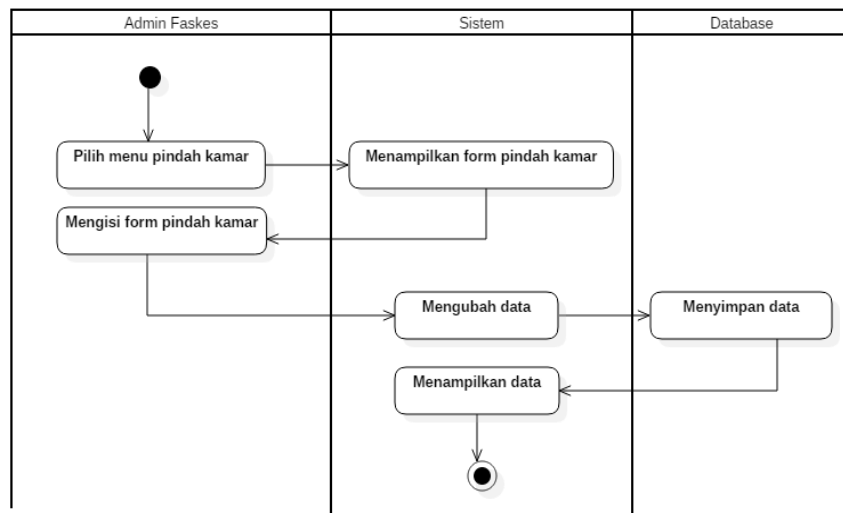 Admin Faskes
Sistem
Database
Pilih menu pindah kamar
Menampilkan form pindah kamar
Mengisi form pindah kamar
Mengubah data
Menyimpan data
Menampilkan data